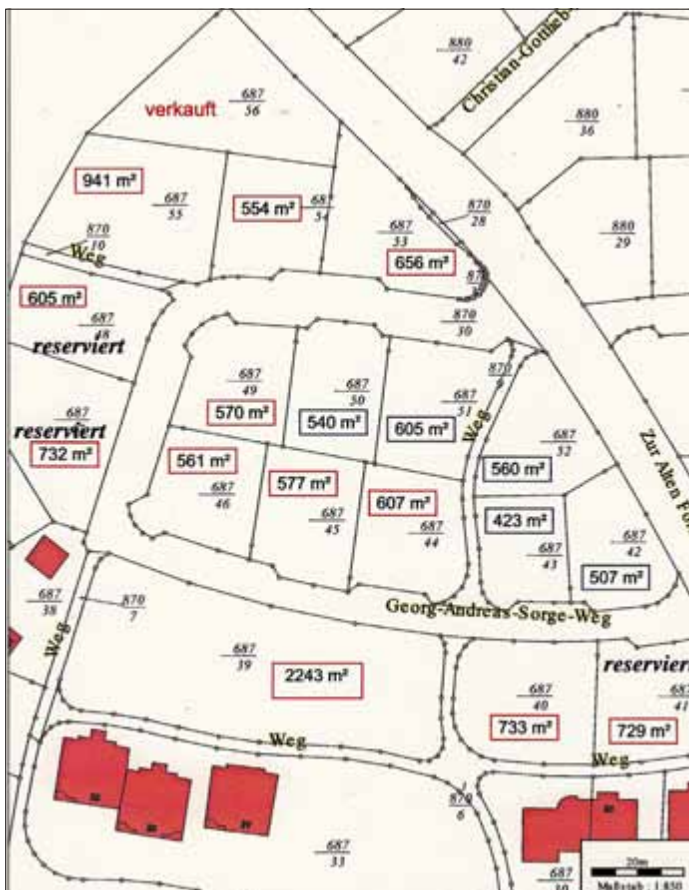 880
42
Christian-Gottlieb-
687
56
verkauft
880
36
941 m²
687
55
554 m²
687
54
870
28
687
53
880
29
870
10
Weg
656 m²
605 m²
687
48
reserviert
870
30
687
49
687
50
687
51
870
Weg
570 m²
540 m²
605 m²
687
reserviert
732 m²
687
52
Zur Alten
561 m²
577 m²
607 m²
560 m²
687
46
687
45
687
44
423 m²
687
43
687
42
507 m²
687
38
870
7
Weg
Georg-Andreas-Sorge-Weg
687
39
2243 m²
reserviert
687
40
687
41
733 m²
729 m²
Weg
Weg
870
6
687
33
687
20m
Maßstab 1:850